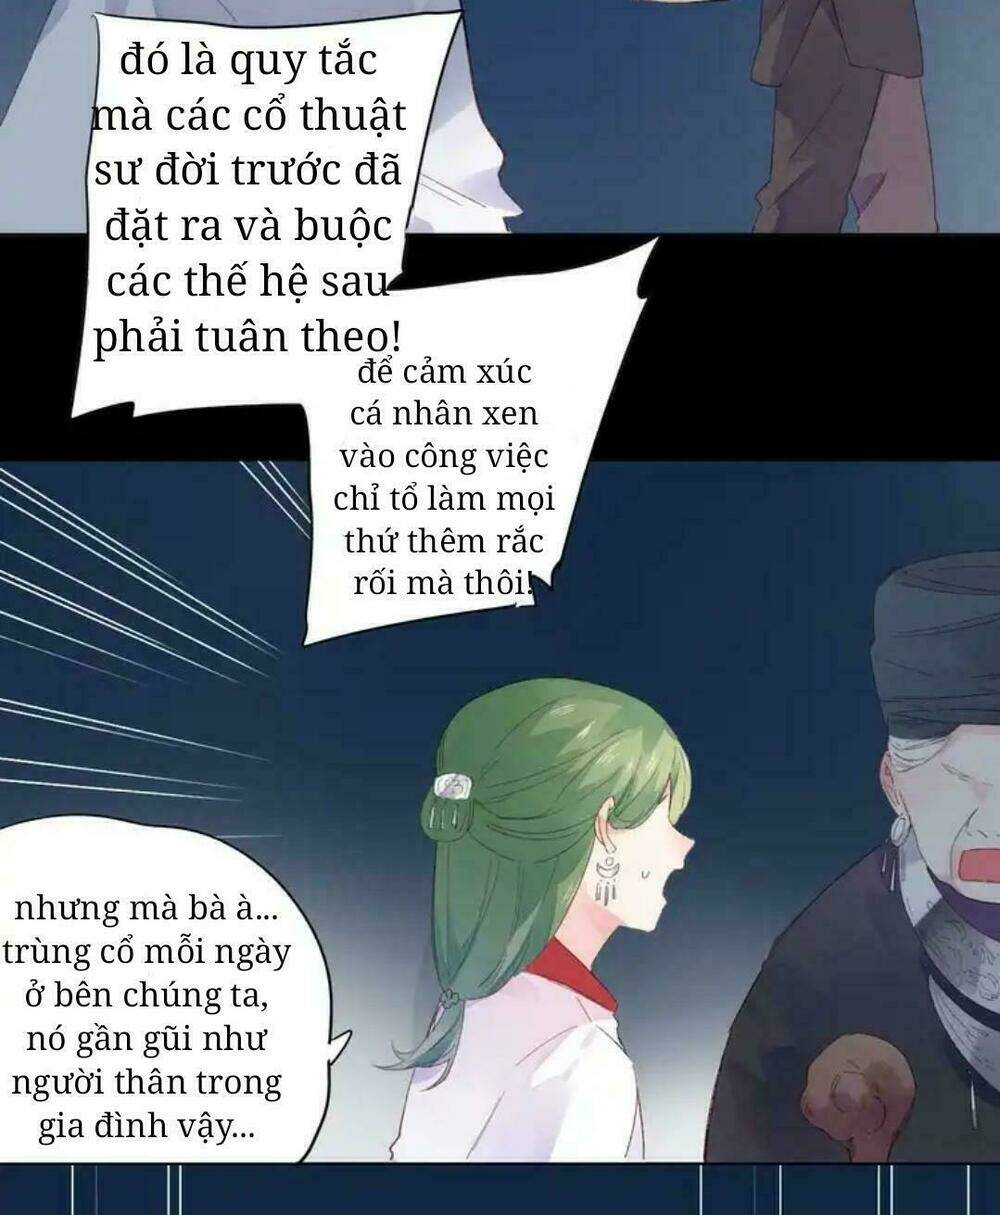 đó là quy tắc
mà các cổ thuật
sư đời trước đã
đặt ra và buộc
các thế hệ sau
phải tuân theo!
để cảm xúc
cá nhân xen
vào công việc
chỉ tổ làm mọi
thứ thêm rắc
rối mà thôi!
nhưng mà bà à...
trùng cổ mỗi ngày
ở bên chúng ta,
nó gần gũi như
người thân trong
gia đình vậy...